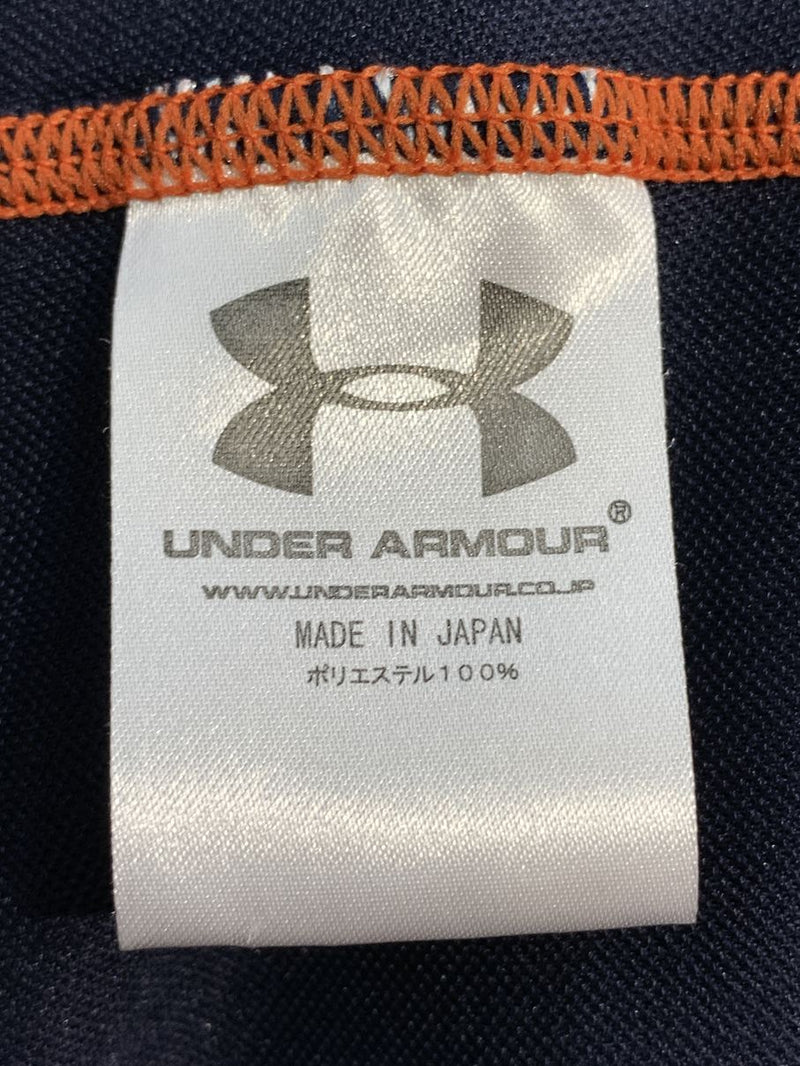 UNDER ARMOUR®
WWW.UNDERARMOUR.CO.JP
MADE IN JAPAN
ポリエステル100%